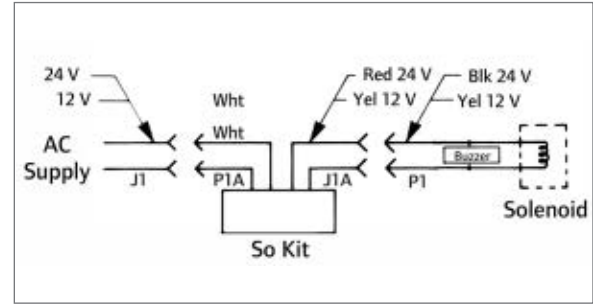 24 V
12 V
Wht
Wht
Red 24 V
Yel 12 V
Blk 24 V
Yel 12 V
AC
Supply
J1
P1A
J1A
P1
Buzzer
Solenoid
So Kit